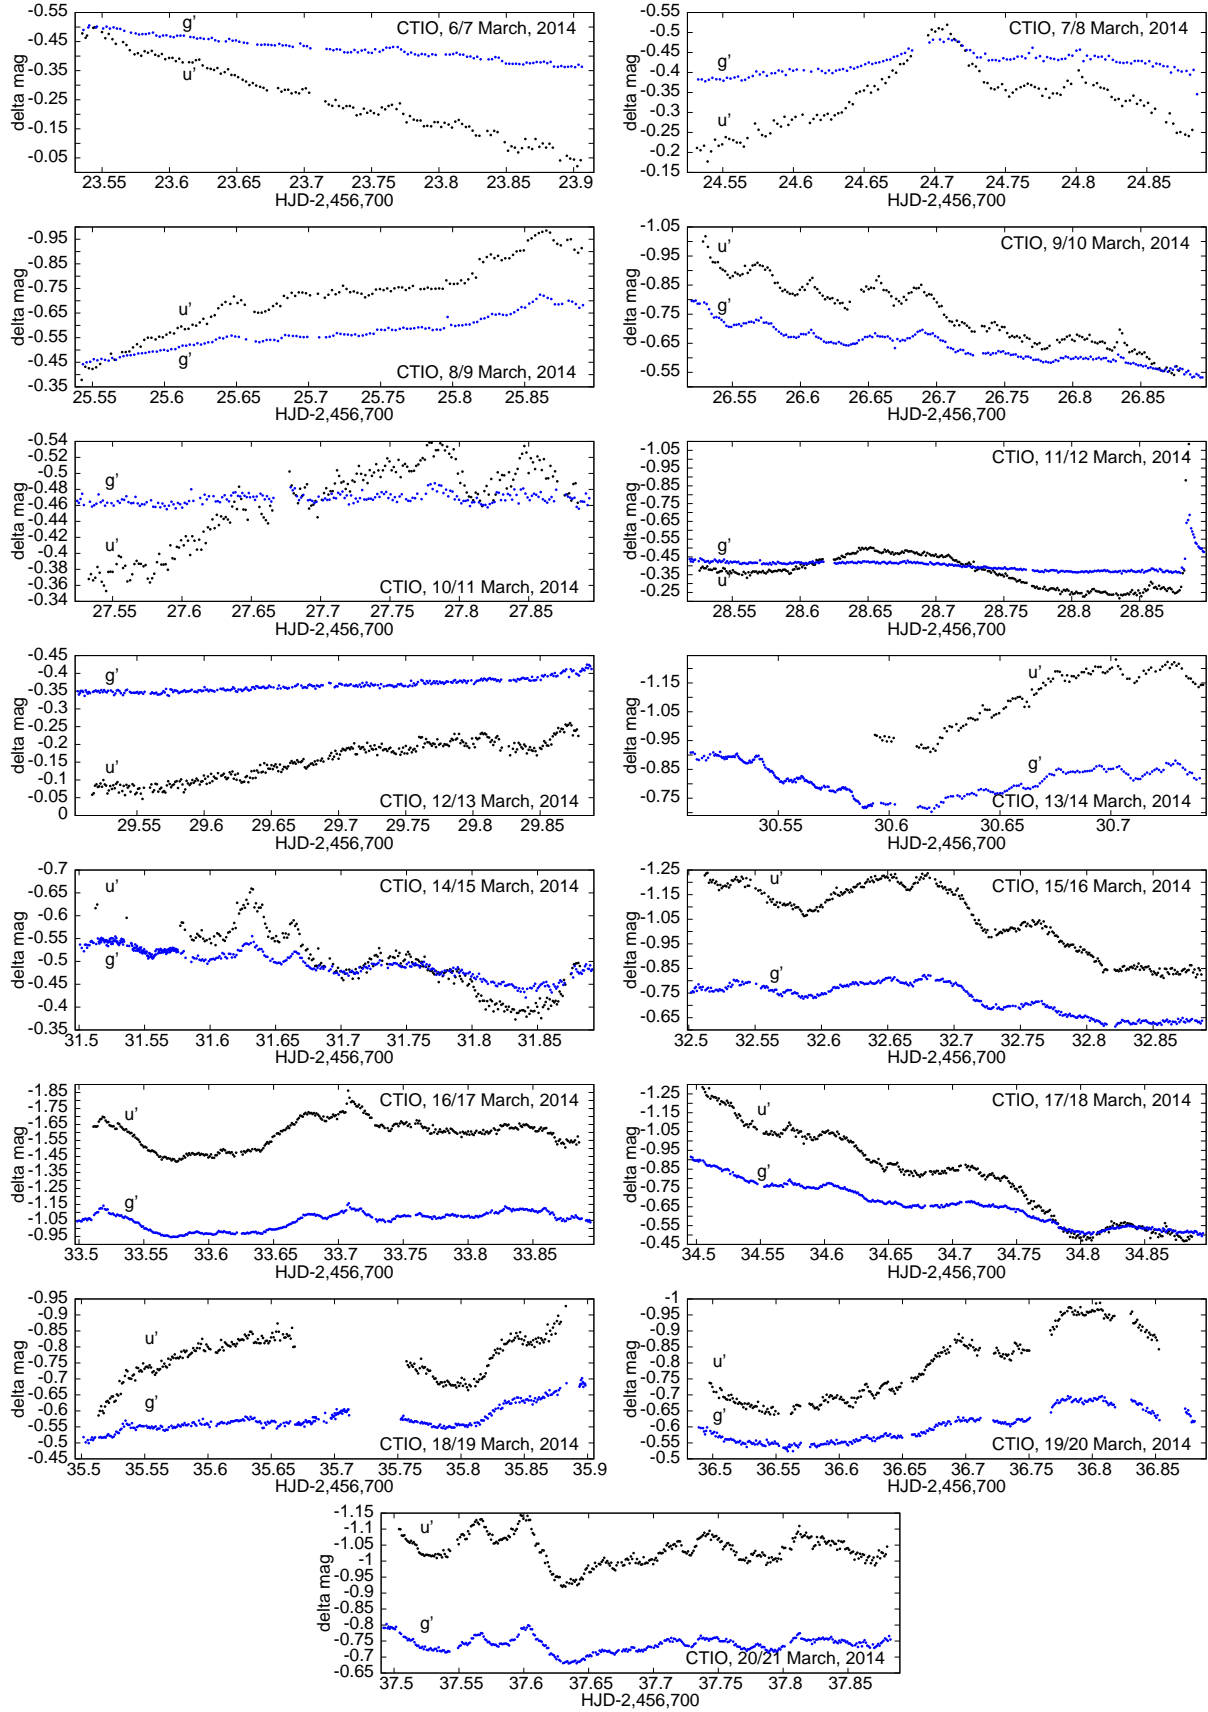 -0.55
-0.45
-0.35
-0.25
-0.15
-0.05
delta mag
g'
u'
CTIO, 6/7 March, 2014
23.55 23.6 23.65 23.7 23.75 23.8 23.85 23.9
HJD-2,456,700
-0.55
-0.5
-0.45
-0.4
-0.35
-0.3
-0.25
-0.2
-0.15
delta mag
g'
u'
CTIO, 7/8 March, 2014
24.55 24.6 24.65 24.7 24.75 24.8 24.85
HJD-2,456,700
-0.95
-0.85
-0.75
-0.65
-0.55
-0.45
-0.35
delta mag
u'
g'
CTIO, 8/9 March, 2014
25.55 25.6 25.65 25.7 25.75 25.8 25.85
HJD-2,456,700
-1.05
-0.95
-0.85
-0.75
-0.65
-0.55
delta mag
u'
g'
CTIO, 9/10 March, 2014
26.55 26.6 26.65 26.7 26.75 26.8 26.85
HJD-2,456,700
-0.54
-0.52
-0.5
-0.48
-0.46
-0.44
-0.42
-0.4
-0.38
-0.36
-0.34
delta mag
g'
u'
CTIO, 10/11 March, 2014
27.55 27.6 27.65 27.7 27.75 27.8 27.85
HJD-2,456,700
-1.05
-0.95
-0.85
-0.75
-0.65
-0.55
-0.45
-0.35
-0.25
delta mag
g'
u'
CTIO, 11/12 March, 2014
28.55 28.6 28.65 28.7 28.75 28.8 28.85
HJD-2,456,700
-0.45
-0.4
-0.35
-0.3
-0.25
-0.2
-0.15
-0.1
-0.05
0
delta mag
g'
u'
CTIO, 12/13 March, 2014
29.55 29.6 29.65 29.7 29.75 29.8 29.85
HJD-2,456,700
-1.15
-1.05
-0.95
-0.85
-0.75
delta mag
u'
g'
CTIO, 13/14 March, 2014
30.55 30.6 30.65 30.7
HJD-2,456,700
-0.7
-0.65
-0.6
-0.55
-0.5
-0.45
-0.4
-0.35
delta mag
u'
g'
CTIO, 14/15 March, 2014
31.5 31.55 31.6 31.65 31.7 31.75 31.8 31.85
HJD-2,456,700
-1.25
-1.15
-1.05
-0.95
-0.85
-0.75
-0.65
delta mag
u'
g'
CTIO, 15/16 March, 2014
32.5 32.55 32.6 32.65 32.7 32.75 32.8 32.85
HJD-2,456,700
-1.85
-1.75
-1.65
-1.55
-1.45
-1.35
-1.25
-1.15
-1.05
-0.95
delta mag
u'
g'
CTIO, 16/17 March, 2014
33.5 33.55 33.6 33.65 33.7 33.75 33.8 33.85
HJD-2,456,700
-1.25
-1.15
-1.05
-0.95
-0.85
-0.75
-0.65
-0.55
-0.45
delta mag
u'
g'
CTIO, 17/18 March, 2014
34.5 34.55 34.6 34.65 34.7 34.75 34.8 34.85
HJD-2,456,700
-0.95
-0.9
-0.85
-0.8
-0.75
-0.7
-0.65
-0.6
-0.55
-0.5
-0.45
delta mag
u'
g'
CTIO, 18/19 March, 2014
35.5 35.55 35.6 35.65 35.7 35.75 35.8 35.85 35.9
HJD-2,456,700
-1
-0.95
-0.9
-0.85
-0.8
-0.75
-0.7
-0.65
-0.6
-0.55
-0.5
delta mag
u'
g'
CTIO, 19/20 March, 2014
36.5 36.55 36.6 36.65 36.7 36.75 36.8 36.85
HJD-2,456,700
-1.15
-1.1
-1.05
-1
-0.95
-0.9
-0.85
-0.8
-0.75
-0.7
-0.65
delta mag
u'
g'
CTIO, 20/21 March, 2014
37.5 37.55 37.6 37.65 37.7 37.75 37.8 37.85
HJD-2,456,700